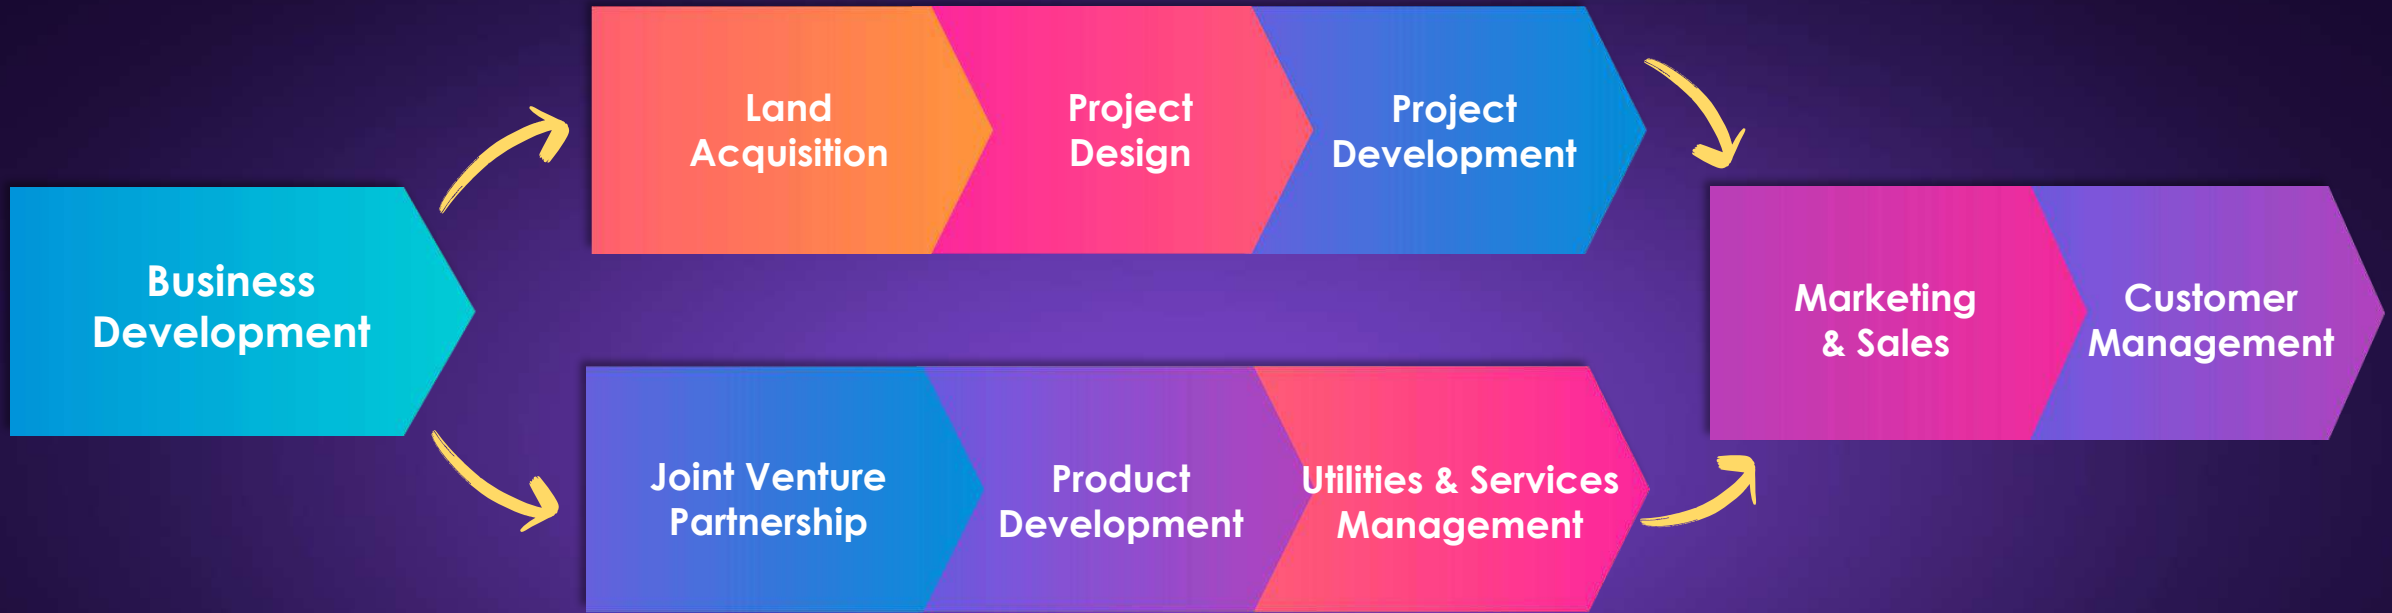 Business
Development
Land
Acquisition
Project
Design
Project
Development
Joint Venture
Partnership
Product
Development
Utilities & Services
Management
Marketing
& Sales
Customer
Management